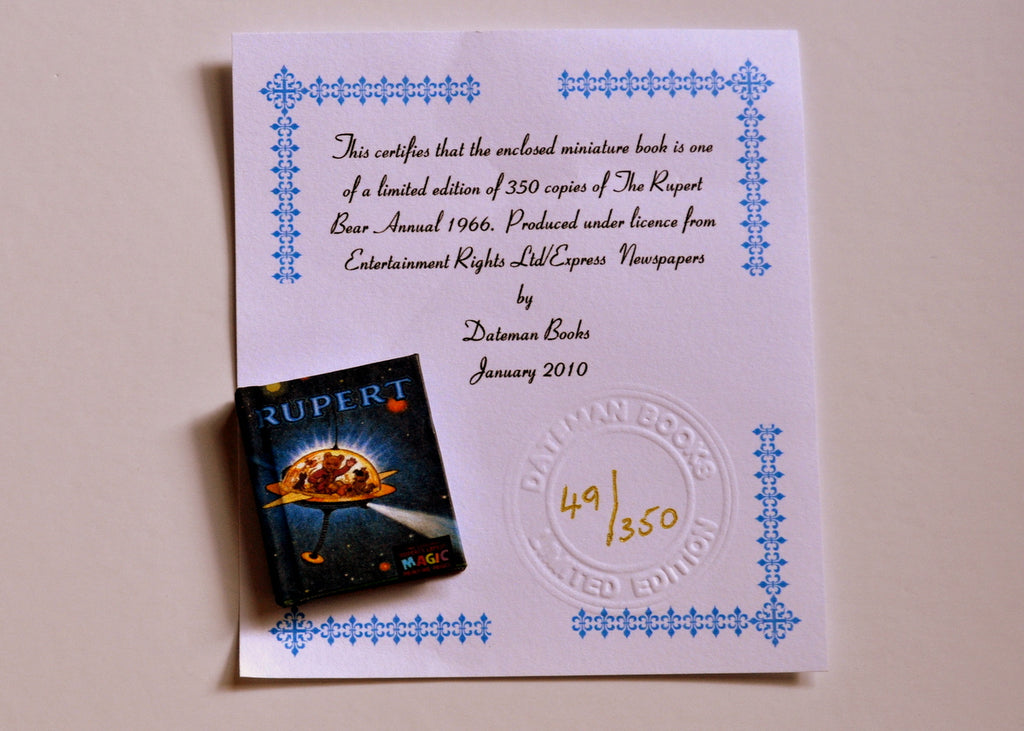 This certifies that the enclosed miniature book is one
of a limited edition of 350 copies of The Rupert
Bear Annual 1966. Produced under licence from
Entertainment Rights Ltd/Express Newspapers
by
Dateman Books
January 2010
RUPERT
MAGIC
DATEMAN BOOKS
49/350
LIMITED EDITION